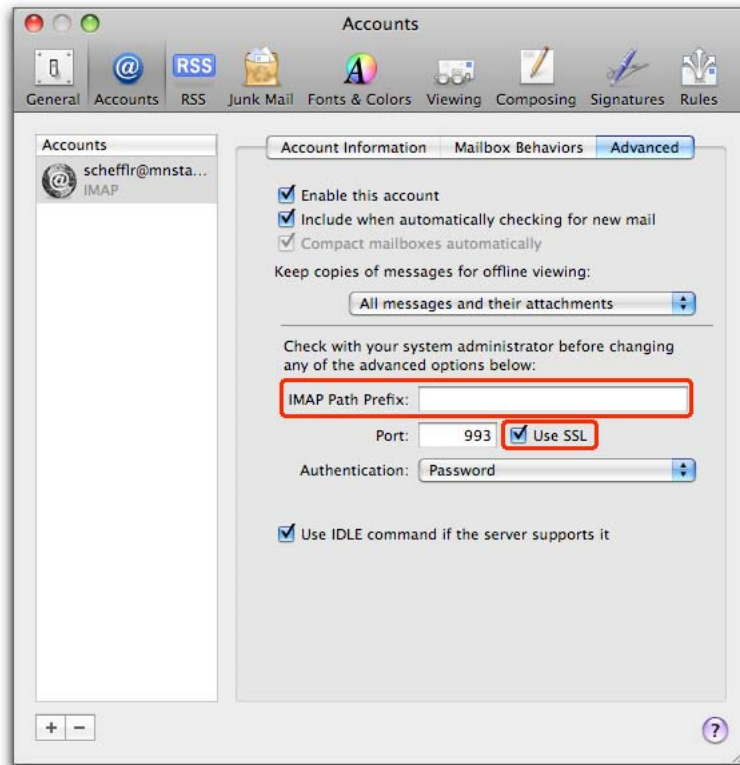 Accounts
General Accounts RSS Junk Mail Fonts & Colors Viewing Composing Signatures Rules
RSS
Accounts
schefflr@mnsta...
IMAP
Account Information Mailbox Behaviors Advanced
Enable this account
Include when automatically checking for new mail
Compact mailboxes automatically
Keep copies of messages for offline viewing:
All messages and their attachments
Check with your system administrator before changing
any of the advanced options below:
IMAP Path Prefix:
Port: 993 Use SSL
Authentication: Password
Use IDLE command if the server supports it
+ − ?